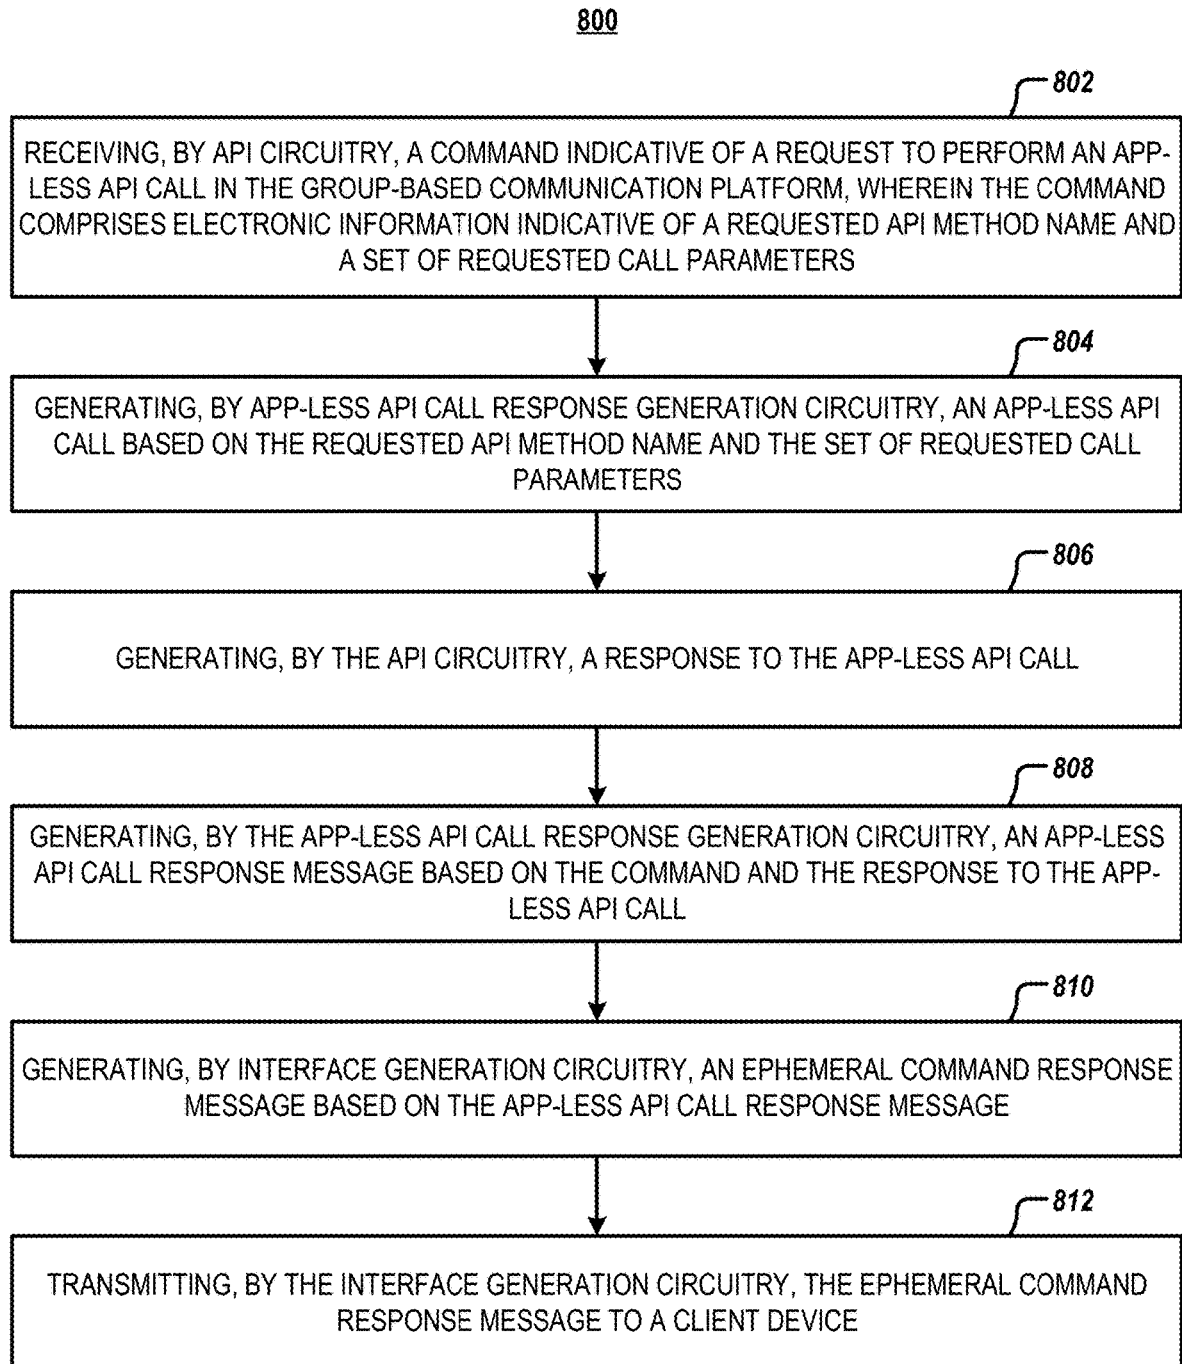 800
802
RECEIVING, BY API CIRCUITRY, A COMMAND INDICATIVE OF A REQUEST TO PERFORM AN APP-
LESS API CALL IN THE GROUP-BASED COMMUNICATION PLATFORM, WHEREIN THE COMMAND
COMPRISES ELECTRONIC INFORMATION INDICATIVE OF A REQUESTED API METHOD NAME AND
A SET OF REQUESTED CALL PARAMETERS
804
GENERATING, BY APP-LESS API CALL RESPONSE GENERATION CIRCUITRY, AN APP-LESS API
CALL BASED ON THE REQUESTED API METHOD NAME AND THE SET OF REQUESTED CALL
PARAMETERS
806
GENERATING, BY THE API CIRCUITRY, A RESPONSE TO THE APP-LESS API CALL
808
GENERATING, BY THE APP-LESS API CALL RESPONSE GENERATION CIRCUITRY, AN APP-LESS
API CALL RESPONSE MESSAGE BASED ON THE COMMAND AND THE RESPONSE TO THE APP-
LESS API CALL
810
GENERATING, BY INTERFACE GENERATION CIRCUITRY, AN EPHEMERAL COMMAND RESPONSE
MESSAGE BASED ON THE APP-LESS API CALL RESPONSE MESSAGE
812
TRANSMITTING, BY THE INTERFACE GENERATION CIRCUITRY, THE EPHEMERAL COMMAND
RESPONSE MESSAGE TO A CLIENT DEVICE